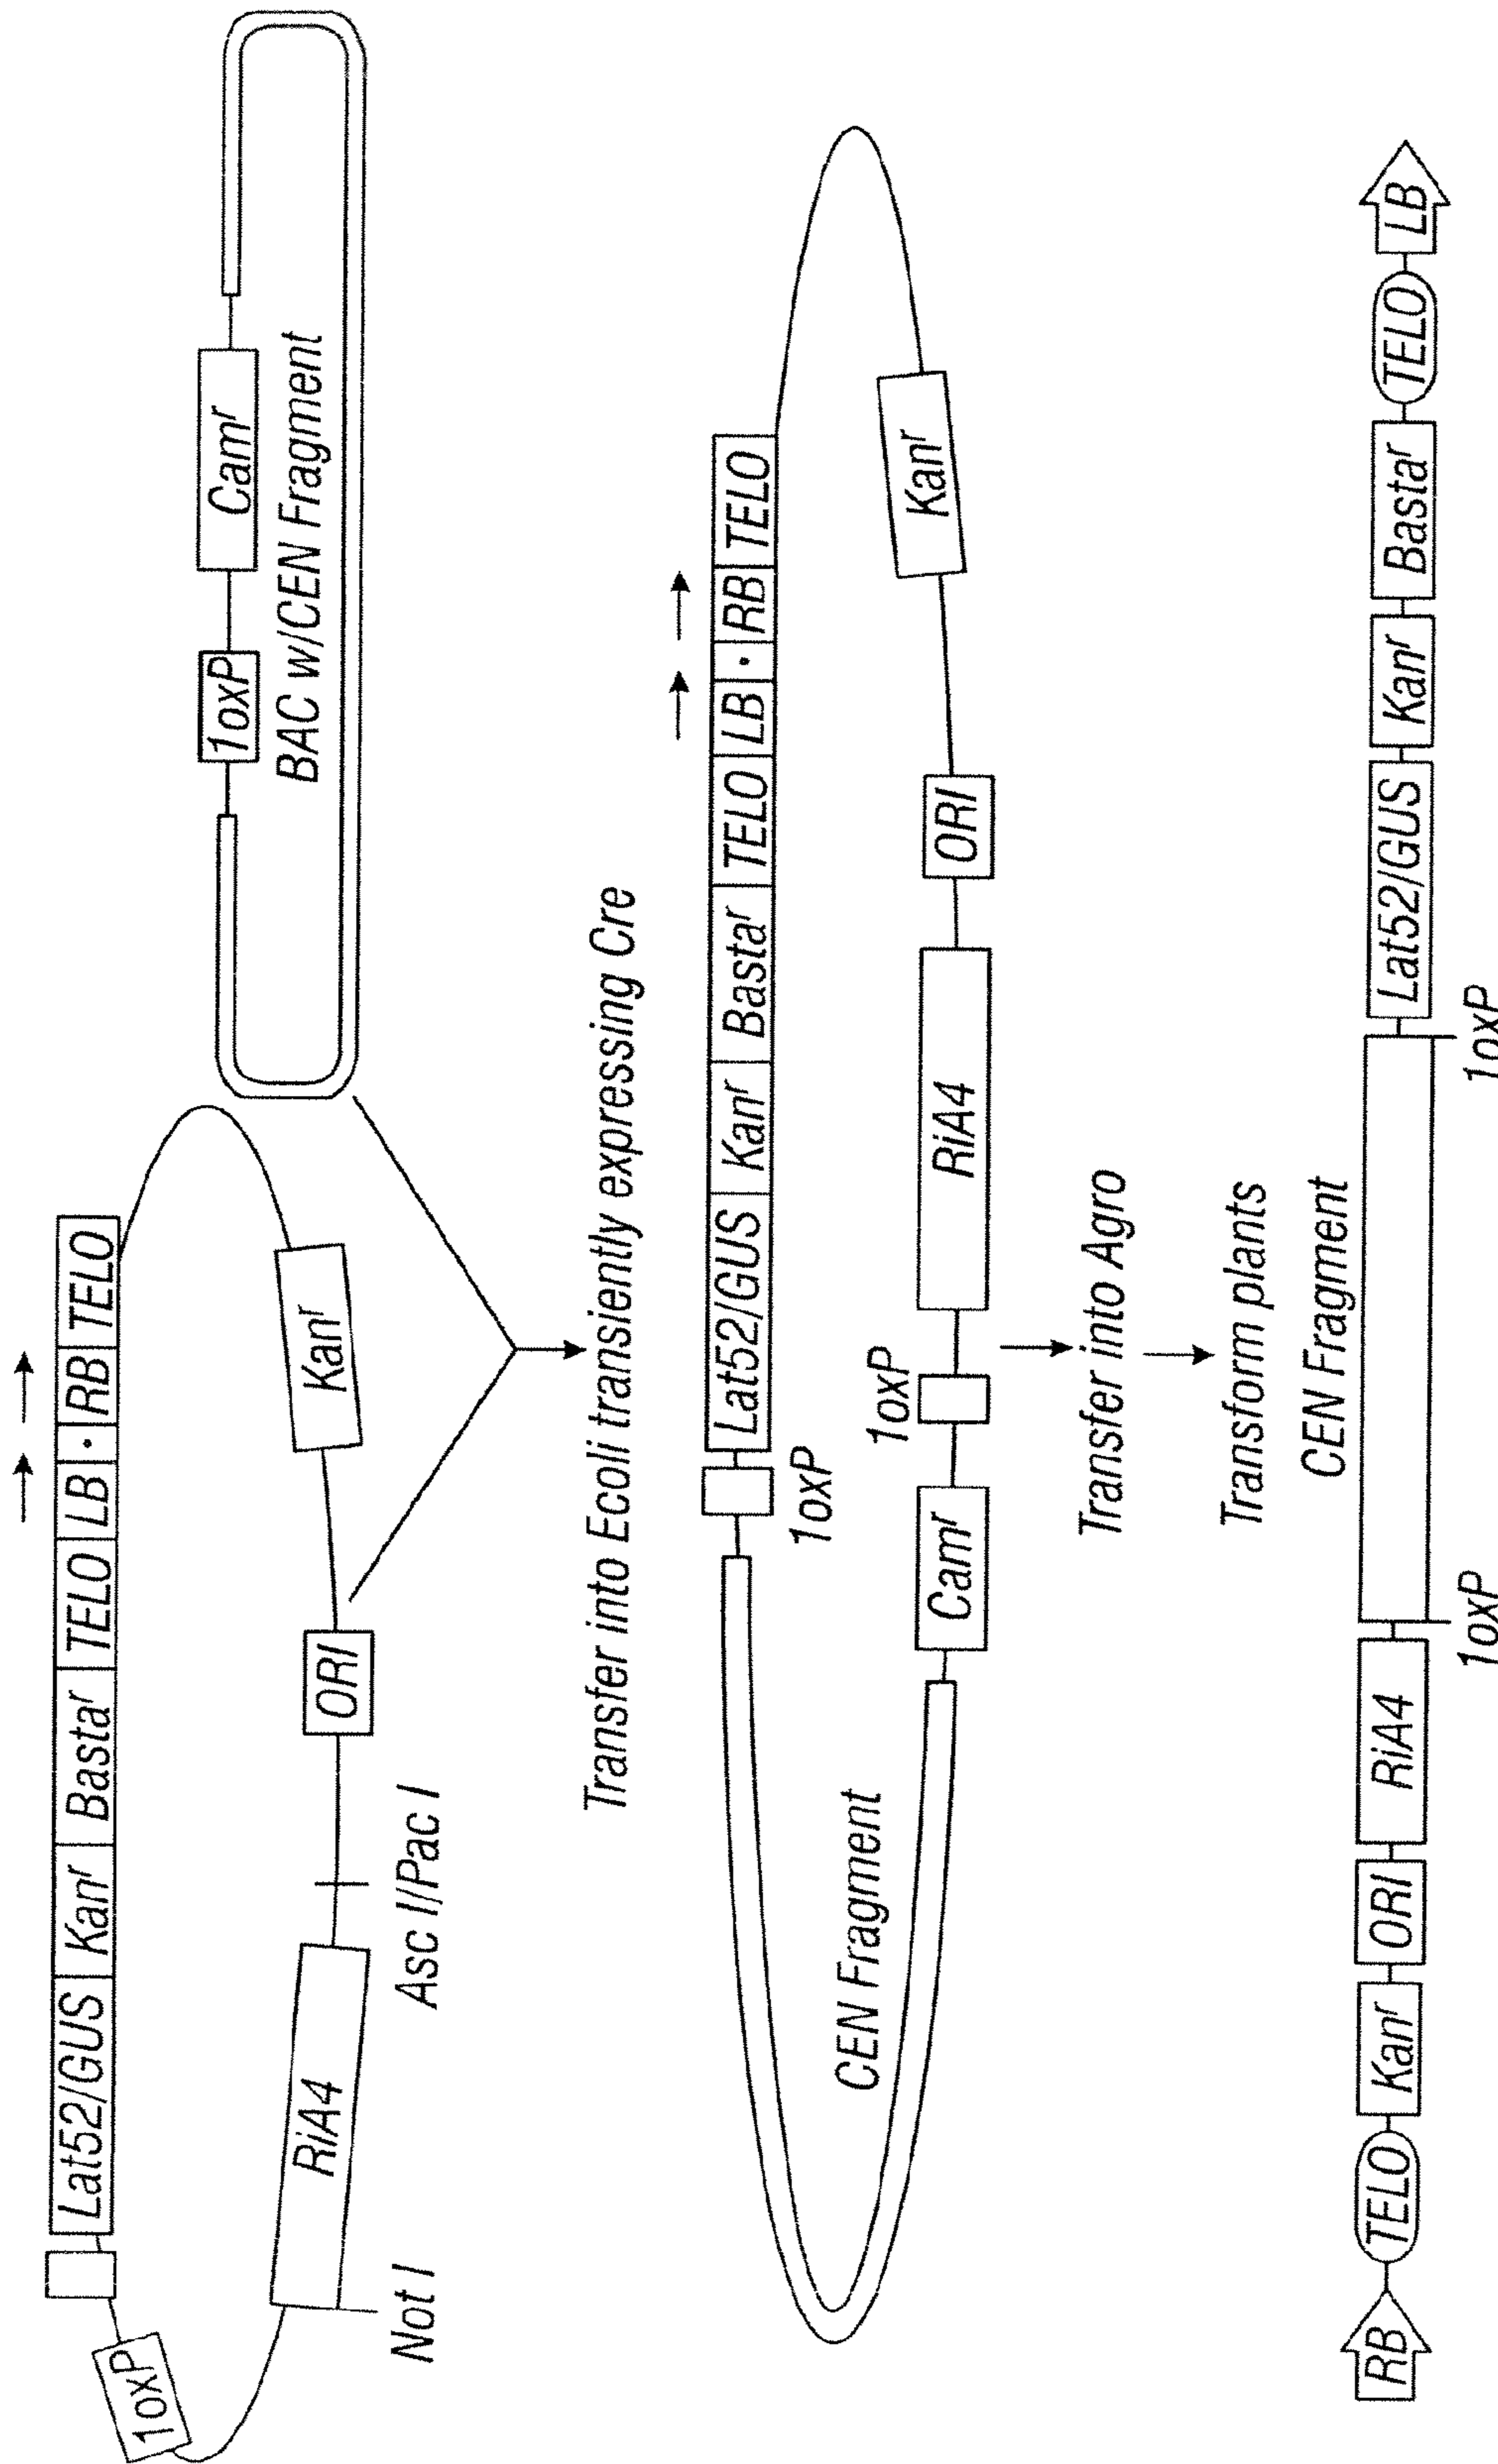 Lat52/GUS Kanʳ Bastaʳ TELO LB · RB TELO
1oxP
RiA4
ORI
Kanʳ
Not I
Asc I/Pac I
1oxP Camʳ
BAC w/CEN Fragment
Transfer into Ecoli transiently expressing Cre
Lat52/GUS Kanʳ Bastaʳ TELO LB · RB TELO
1oxP
1oxP
CEN Fragment
Camʳ
RiA4
ORI
Kanʳ
Transfer into Agro
Transform plants
CEN Fragment
RB TELO Kanʳ ORI RiA4 Lat52/GUS Kanʳ Bastaʳ TELO LB
1oxP 1oxP